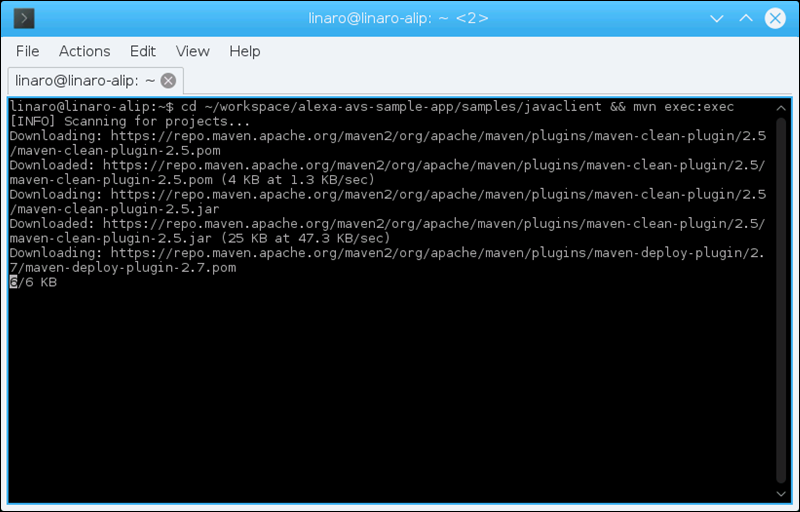 linaro@linaro-alip: ~ <2>
File Actions Edit View Help
linaro@linaro-alip: ~
linaro@linaro-alip:~$ cd ~/workspace/alexa-avs-sample-app/samples/javaclient && mvn exec:exec
[INFO] Scanning for projects...
Downloading: https://repo.maven.apache.org/maven2/org/apache/maven/plugins/maven-clean-plugin/2.5
/maven-clean-plugin-2.5.pom
Downloaded: https://repo.maven.apache.org/maven2/org/apache/maven/plugins/maven-clean-plugin/2.5/
maven-clean-plugin-2.5.pom (4 KB at 1.3 KB/sec)
Downloading: https://repo.maven.apache.org/maven2/org/apache/maven/plugins/maven-clean-plugin/2.5
/maven-clean-plugin-2.5.jar
Downloaded: https://repo.maven.apache.org/maven2/org/apache/maven/plugins/maven-clean-plugin/2.5/
maven-clean-plugin-2.5.jar (25 KB at 47.3 KB/sec)
Downloading: https://repo.maven.apache.org/maven2/org/apache/maven/plugins/maven-deploy-plugin/2.
7/maven-deploy-plugin-2.7.pom
6/6 KB